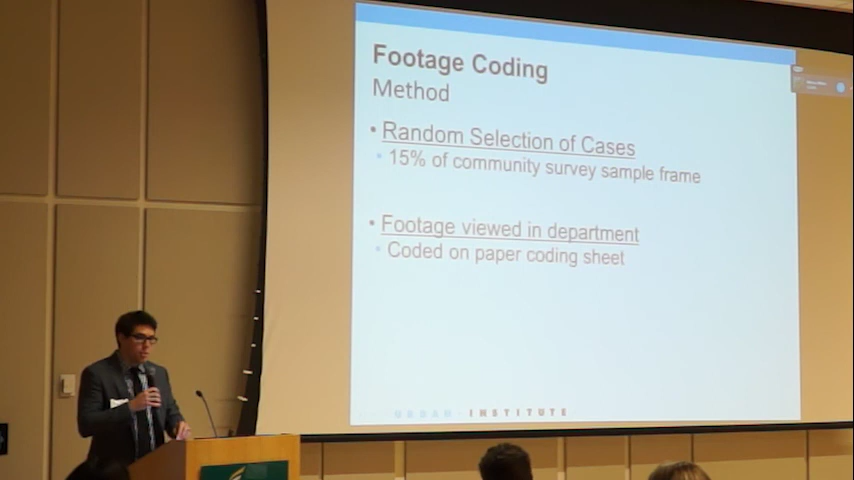 Footage Coding
Method
• Random Selection of Cases
• 15% of community survey sample frame
• Footage viewed in department
• Coded on paper coding sheet
URBAN INSTITUTE